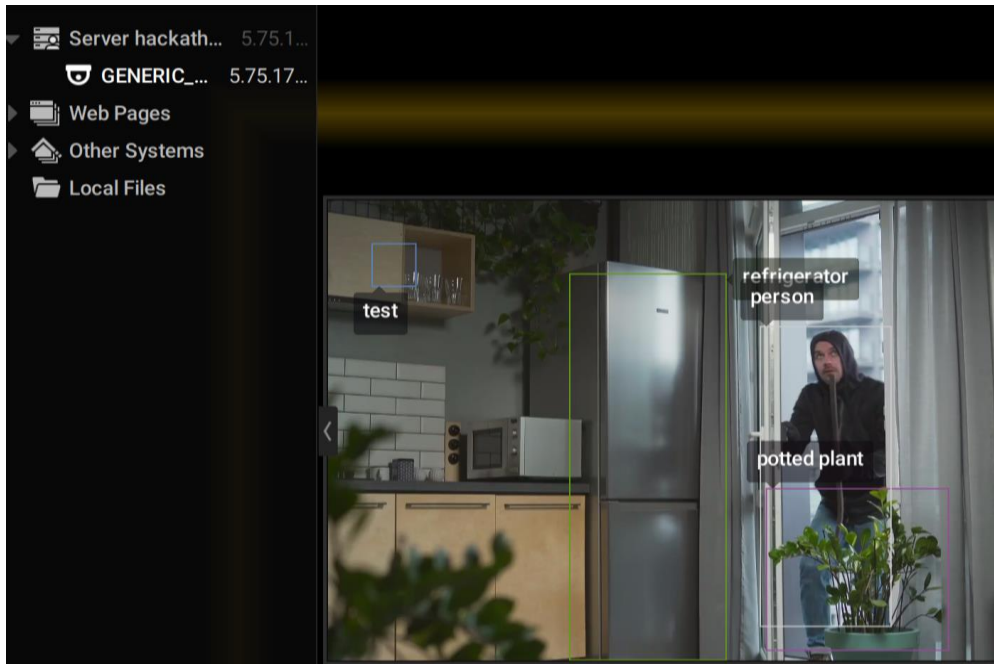 Server hackath... 5.75.1...
GENERIC_... 5.75.17...
Web Pages
Other Systems
Local Files
refrigerator
person
test
potted plant